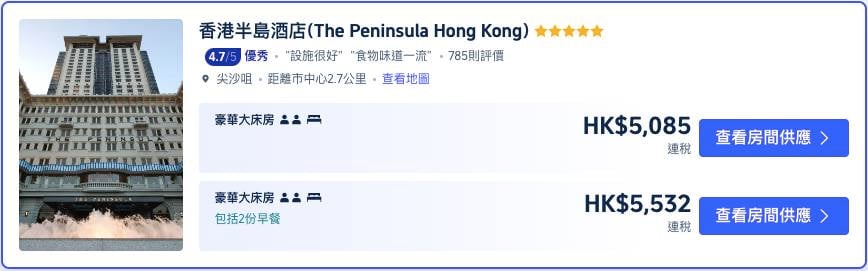 香港半島酒店(The Peninsula Hong Kong)
4.7/5 優秀 • “設施很好” “食物味道一流” • 785則評價
尖沙咀 • 距離市中心2.7公里 • 查看地圖
豪華大床房
HK$5,085
連稅
查看房間供應
豪華大床房
包括2份早餐
HK$5,532
連稅
查看房間供應
THE PENINSULA
THE PENINSULA